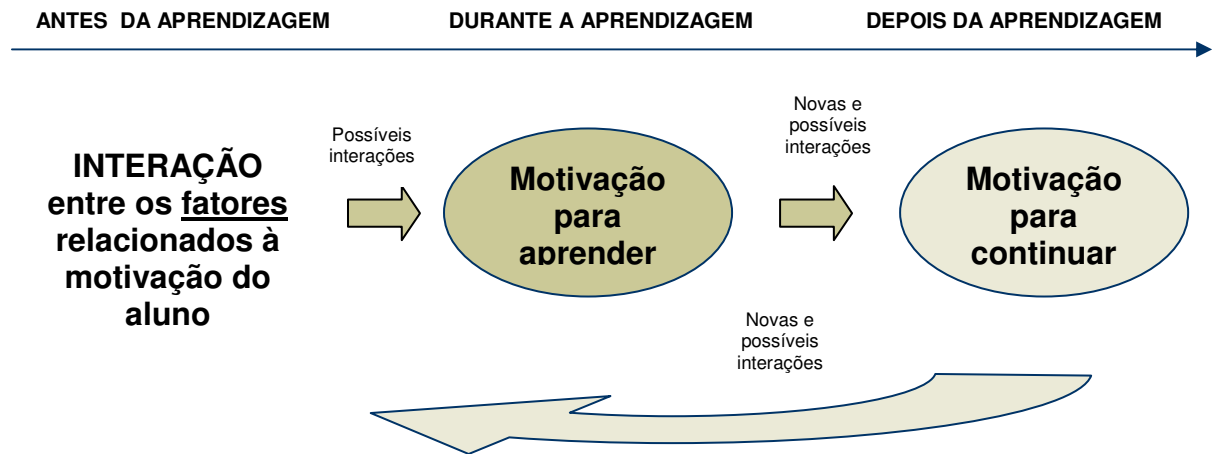 ANTES DA APRENDIZAGEM
DURANTE A APRENDIZAGEM
DEPOIS DA APRENDIZAGEM
INTERAÇÃO
entre os fatores
relacionados à
motivação do
aluno
Possíveis
interações
Motivação
para
aprender
Novas e
possíveis
interações
Motivação
para
continuar
Novas e
possíveis
interações